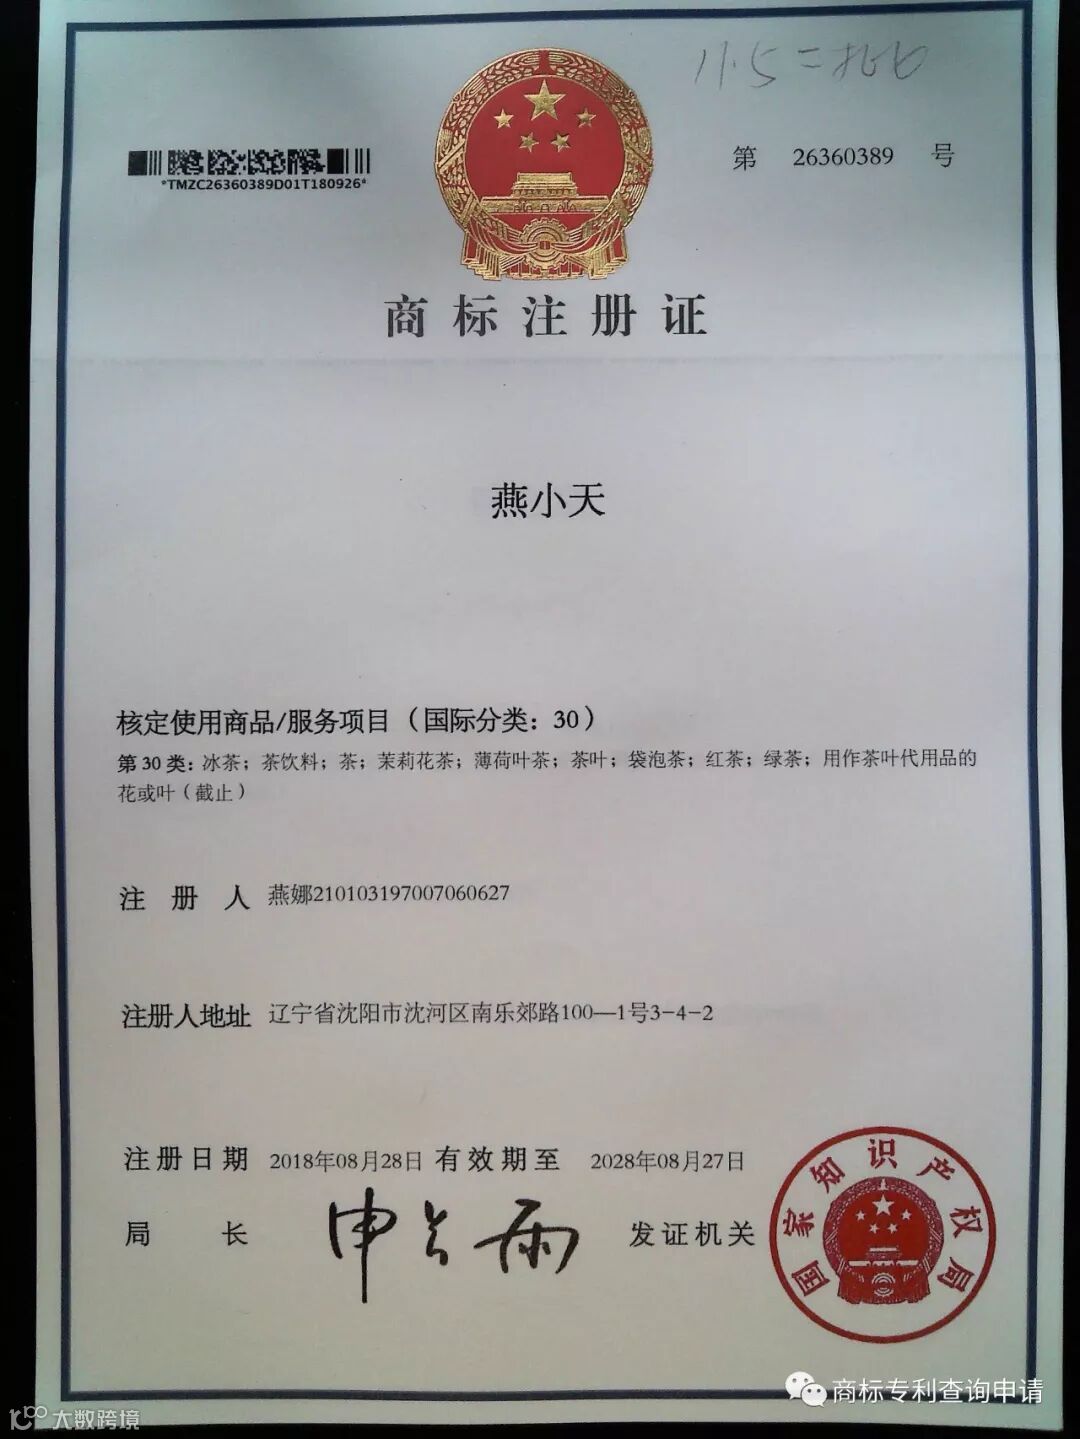 *TMZC26360389D01T180926*
第 26360389 号
商标注册证
燕小天
核定使用商品/服务项目（国际分类：30）
第30类：冰茶；茶饮料；茶；茉莉花茶；薄荷叶茶；茶叶；袋泡茶；红茶；绿茶；用作茶叶代用品的
花或叶（截止）
注 册 人 燕娜210103197007060627
注册人地址 辽宁省沈阳市沈河区南乐郊路100—1号3-4-2
注册日期 2018年08月28日 有效期至 2028年08月27日
局 长 申长雨 发证机关
国家知识产权局
商标专利查询申请
大数跨境